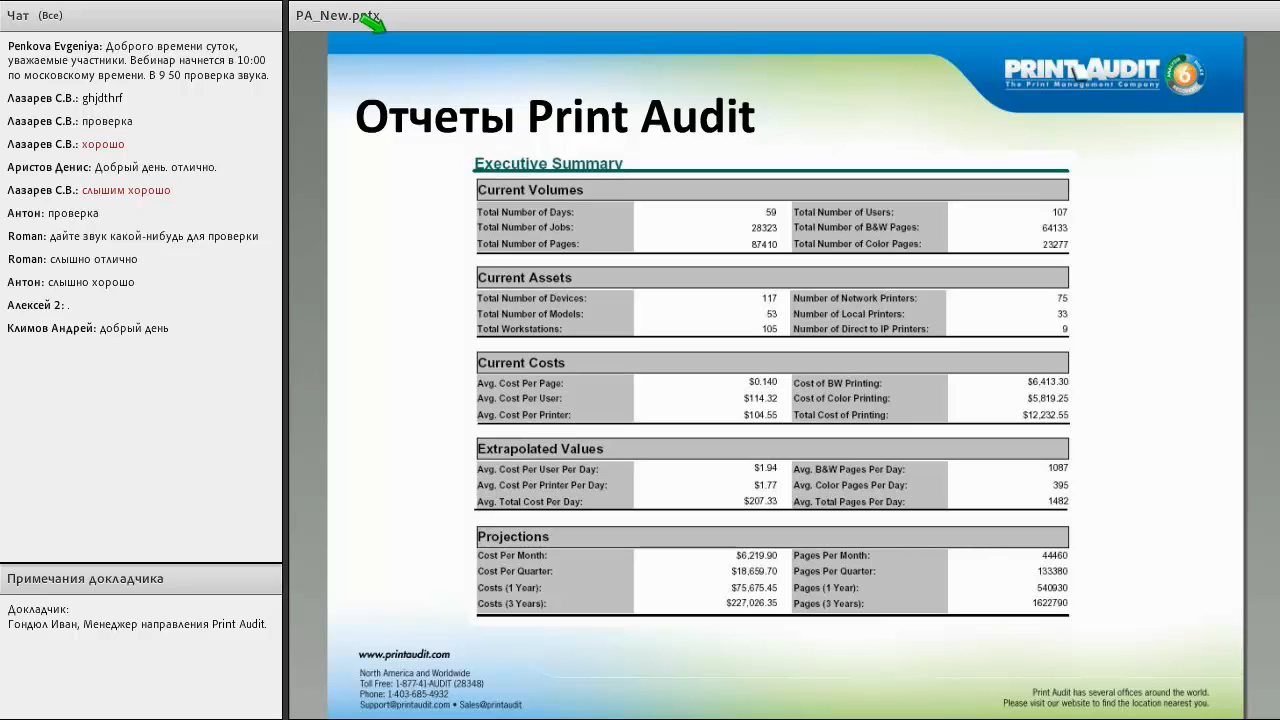 Чат (Все)
Penkova Evgeniya: Доброго времени суток,
уважаемые участники. Вебинар начнется в 10:00
по московскому времени. В 9 50 проверка звука.
Лазарев С.В.: ghjdthrf
Лазарев С.В.: проверка
Лазарев С.В.: хорошо
Аристов Денис: Добрый день. отлично.
Лазарев С.В.: слышим хорошо
Антон: проверка
Roman: дайте звук какой-нибудь для проверки
Roman: слышно отлично
Антон: слышно хорошо
Алексей 2: .
Климов Андрей: добрый день
Примечания докладчика
Докладчик:
Гондюл Иван, Менеджер направления Print Audit.
PA_New.pptx
PRINT AUDIT 6
The Print Management Company
Отчеты Print Audit
Executive Summary
Current Volumes
Total Number of Days: 59 Total Number of Users: 107
Total Number of Jobs: 28323 Total Number of B&W Pages: 64133
Total Number of Pages: 87410 Total Number of Color Pages: 23277
Current Assets
Total Number of Devices: 117 Number of Network Printers: 75
Total Number of Models: 53 Number of Local Printers: 33
Total Workstations: 105 Number of Direct to IP Printers: 9
Current Costs
Avg. Cost Per Page: $0.140 Cost of BW Printing: $6,413.30
Avg. Cost Per User: $114.32 Cost of Color Printing: $5,819.25
Avg. Cost Per Printer: $104.55 Total Cost of Printing: $12,232.55
Extrapolated Values
Avg. Cost Per User Per Day: $1.94 Avg. B&W Pages Per Day: 1087
Avg. Cost Per Printer Per Day: $1.77 Avg. Color Pages Per Day: 395
Avg. Total Cost Per Day: $207.33 Avg. Total Pages Per Day: 1482
Projections
Cost Per Month: $6,219.90 Pages Per Month: 44460
Cost Per Quarter: $18,659.70 Pages Per Quarter: 133380
Costs (1 Year): $75,675.45 Pages (1 Year): 540930
Costs (3 Years): $227,026.35 Pages (3 Years): 1622790
www.printaudit.com
North America and Worldwide
Toll Free: 1-877-41-AUDIT (28348)
Phone: 1-403-685-4932
Support@printaudit.com • Sales@printaudit
Print Audit has several offices around the world.
Please visit our website to find the location nearest you.